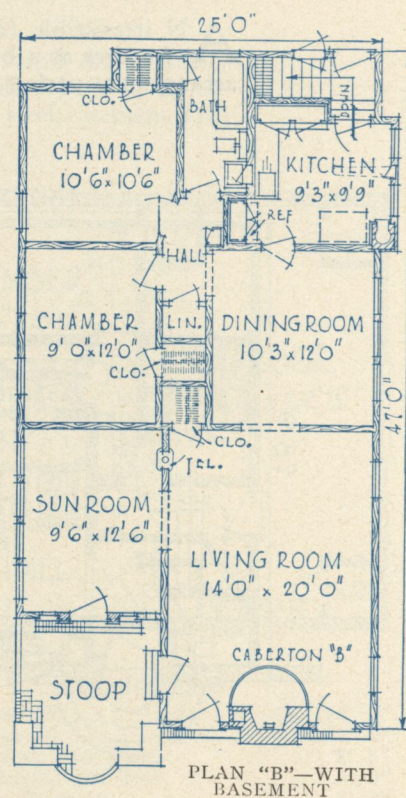 25'0"
CLO.
BATH
DOWN
CHAMBER
10'6" x 10'6"
KITCHEN
9'3" x 9'9"
REF
HALL
CHAMBER
9'0" x 12'0"
LIN.
DINING ROOM
10'3" x 12'0"
CLO.
47'0"
CLO.
TEL.
SUN ROOM
9'6" x 12'6"
LIVING ROOM
14'0" x 20'0"
CABERTON "B"
STOOP
PLAN "B"—WITH
BASEMENT